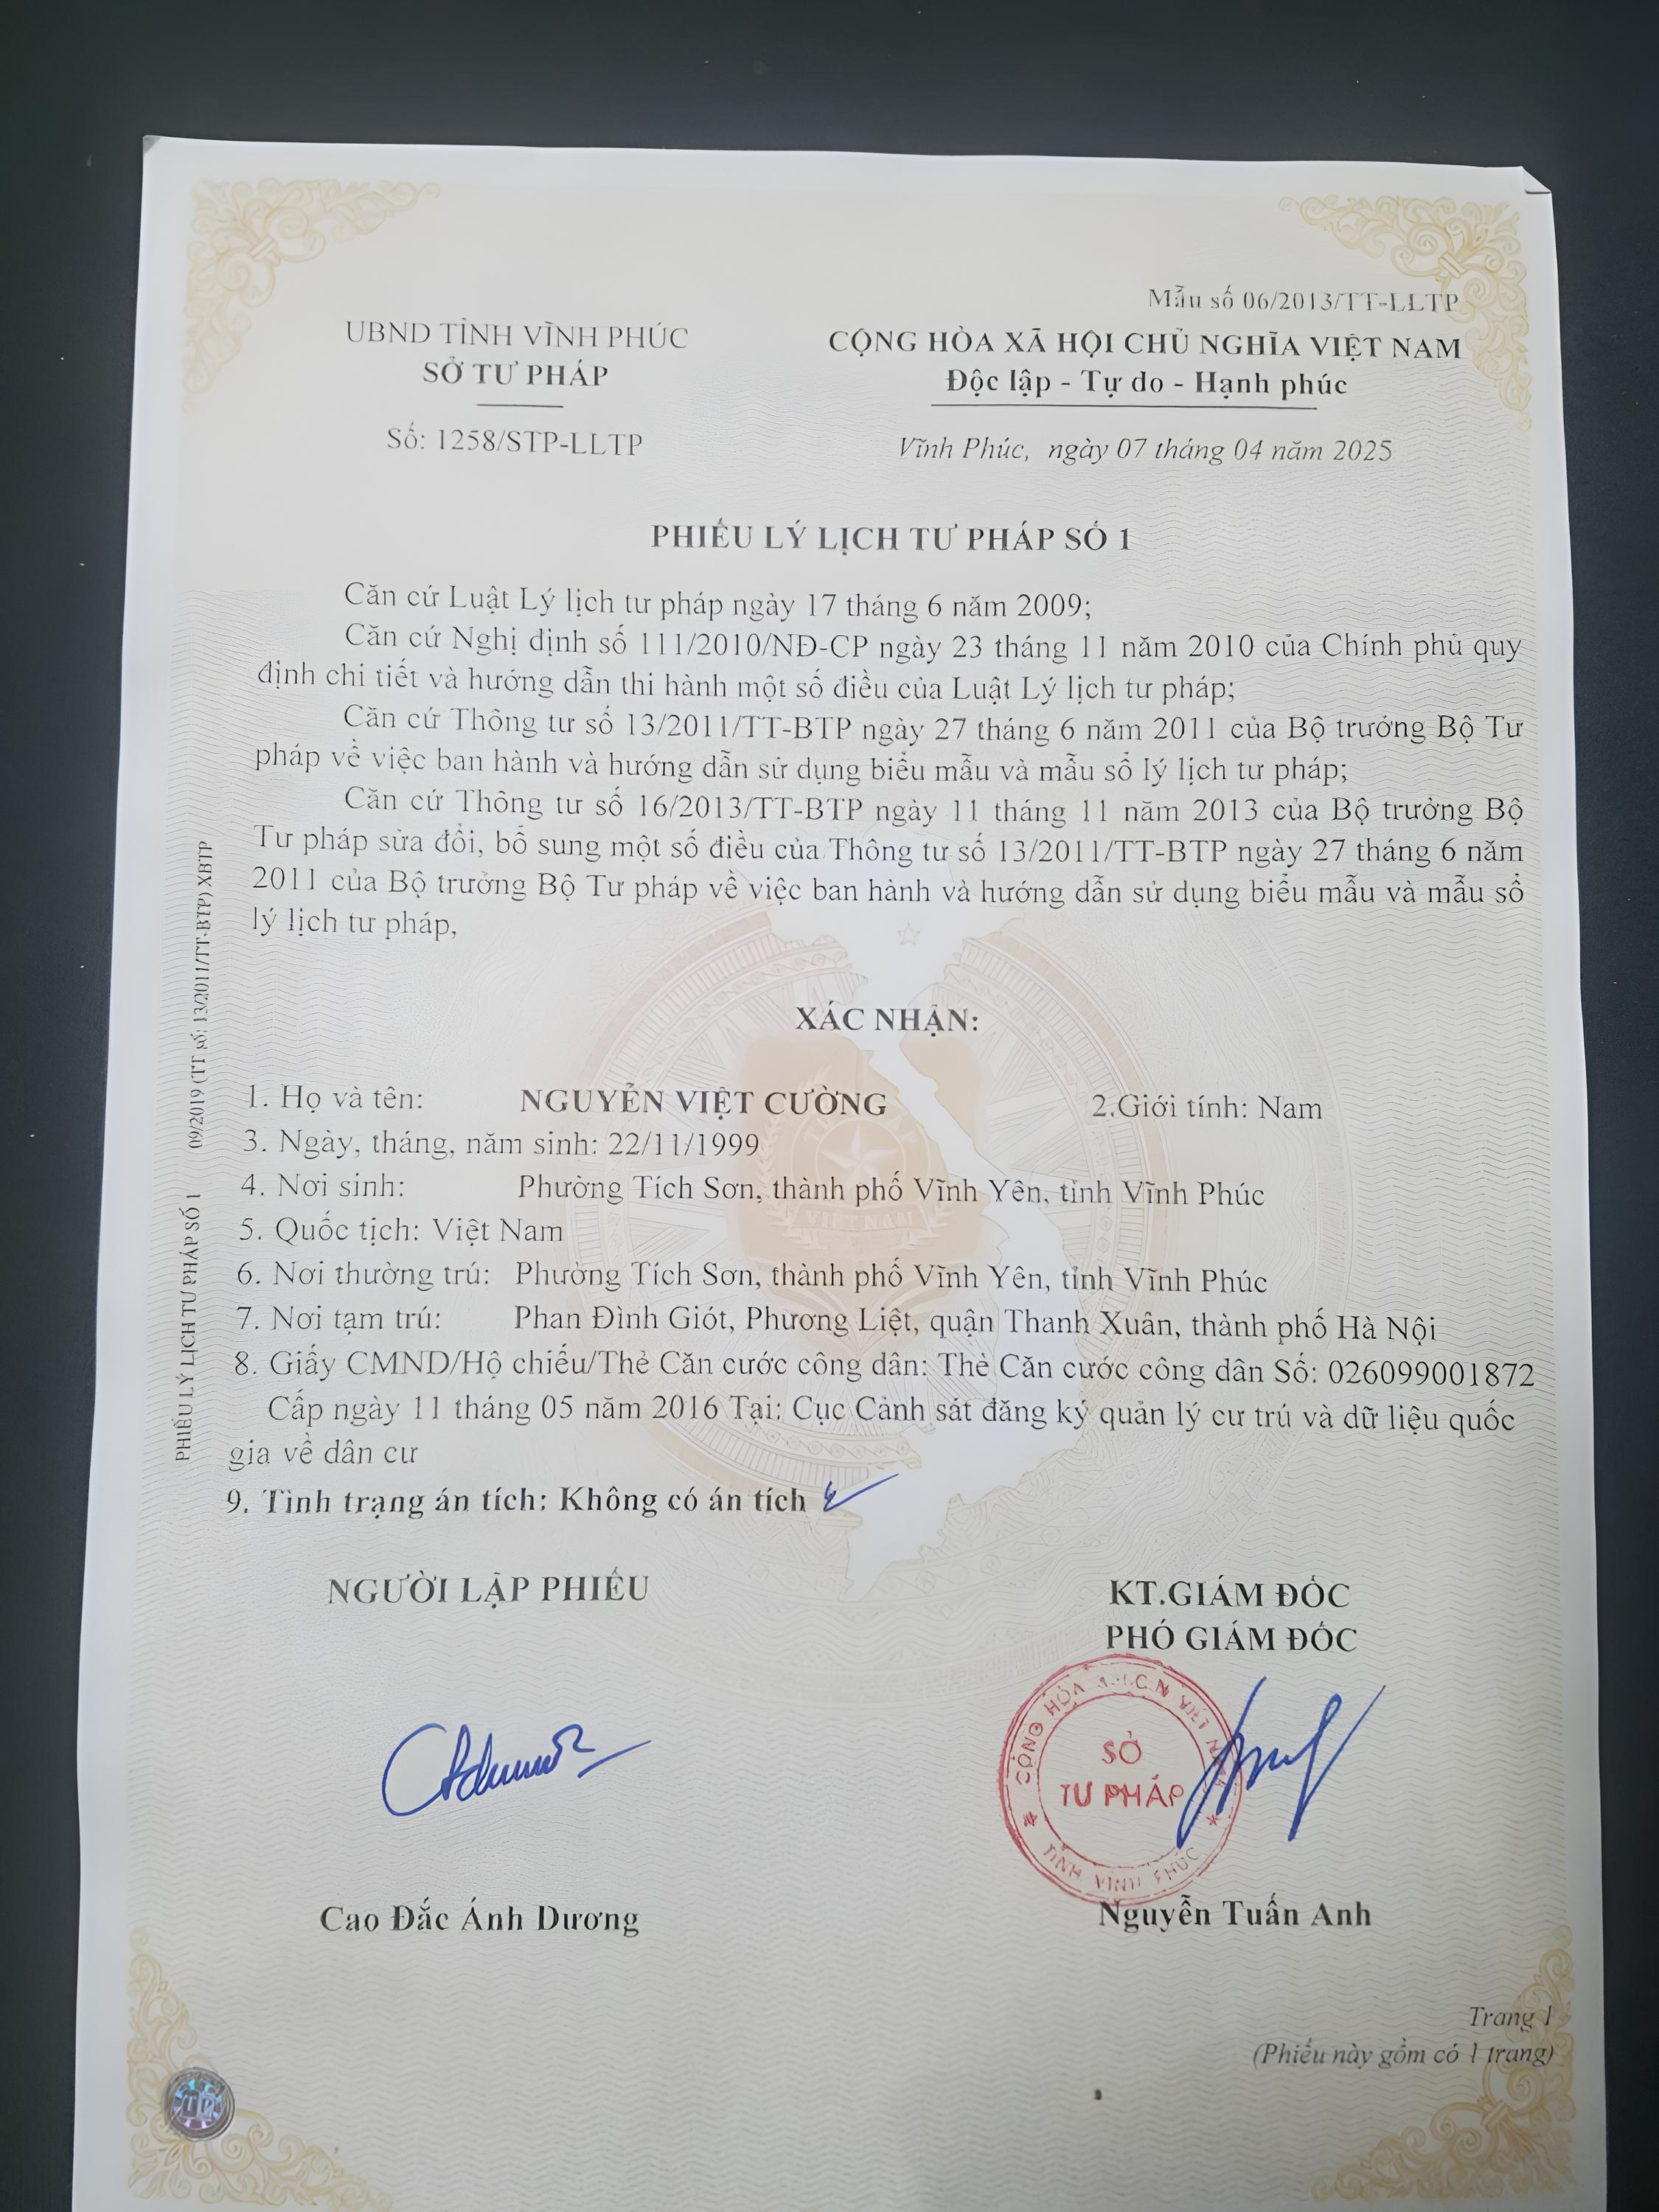 Mẫu số 06/2013/TT-LLTP
UBND TỈNH VĨNH PHÚC
SỞ TƯ PHÁP
Số: 1258/STP-LLTP
CỘNG HÒA XÃ HỘI CHỦ NGHĨA VIỆT NAM
Độc lập - Tự do - Hạnh phúc
Vĩnh Phúc, ngày 07 tháng 04 năm 2025
PHIẾU LÝ LỊCH TƯ PHÁP SỐ 1
Căn cứ Luật Lý lịch tư pháp ngày 17 tháng 6 năm 2009;
Căn cứ Nghị định số 111/2010/NĐ-CP ngày 23 tháng 11 năm 2010 của Chính phủ quy
định chi tiết và hướng dẫn thi hành một số điều của Luật Lý lịch tư pháp;
Căn cứ Thông tư số 13/2011/TT-BTP ngày 27 tháng 6 năm 2011 của Bộ trưởng Bộ Tư
pháp về việc ban hành và hướng dẫn sử dụng biểu mẫu và mẫu sổ lý lịch tư pháp;
Căn cứ Thông tư số 16/2013/TT-BTP ngày 11 tháng 11 năm 2013 của Bộ trưởng Bộ
Tư pháp sửa đổi, bổ sung một số điều của Thông tư số 13/2011/TT-BTP ngày 27 tháng 6 năm
2011 của Bộ trưởng Bộ Tư pháp về việc ban hành và hướng dẫn sử dụng biểu mẫu và mẫu sổ
lý lịch tư pháp,
XÁC NHẬN:
1. Họ và tên: NGUYỄN VIỆT CƯỜNG 2.Giới tính: Nam
3. Ngày, tháng, năm sinh: 22/11/1999
4. Nơi sinh: Phường Tích Sơn, thành phố Vĩnh Yên, tỉnh Vĩnh Phúc
5. Quốc tịch: Việt Nam
6. Nơi thường trú: Phường Tích Sơn, thành phố Vĩnh Yên, tỉnh Vĩnh Phúc
7. Nơi tạm trú: Phan Đình Giót, Phương Liệt, quận Thanh Xuân, thành phố Hà Nội
8. Giấy CMND/Hộ chiếu/Thẻ Căn cước công dân: Thẻ Căn cước công dân Số: 026099001872
Cấp ngày 11 tháng 05 năm 2016 Tại: Cục Cảnh sát đăng ký quản lý cư trú và dữ liệu quốc
gia về dân cư
9. Tình trạng án tích: Không có án tích
NGƯỜI LẬP PHIẾU
KT.GIÁM ĐỐC
PHÓ GIÁM ĐỐC
CỘNG HÒA X.H.C.N VIỆT NAM
SỞ
TƯ PHÁP
TỈNH VĨNH PHÚC
Cao Đắc Ánh Dương
Nguyễn Tuấn Anh
Trang 1
(Phiếu này gồm có 1 trang)
PHIẾU LÝ LỊCH TƯ PHÁP SỐ 1 09/2019 (TT số: 13/2011/TT-BTP) XBTP
VIET NAM